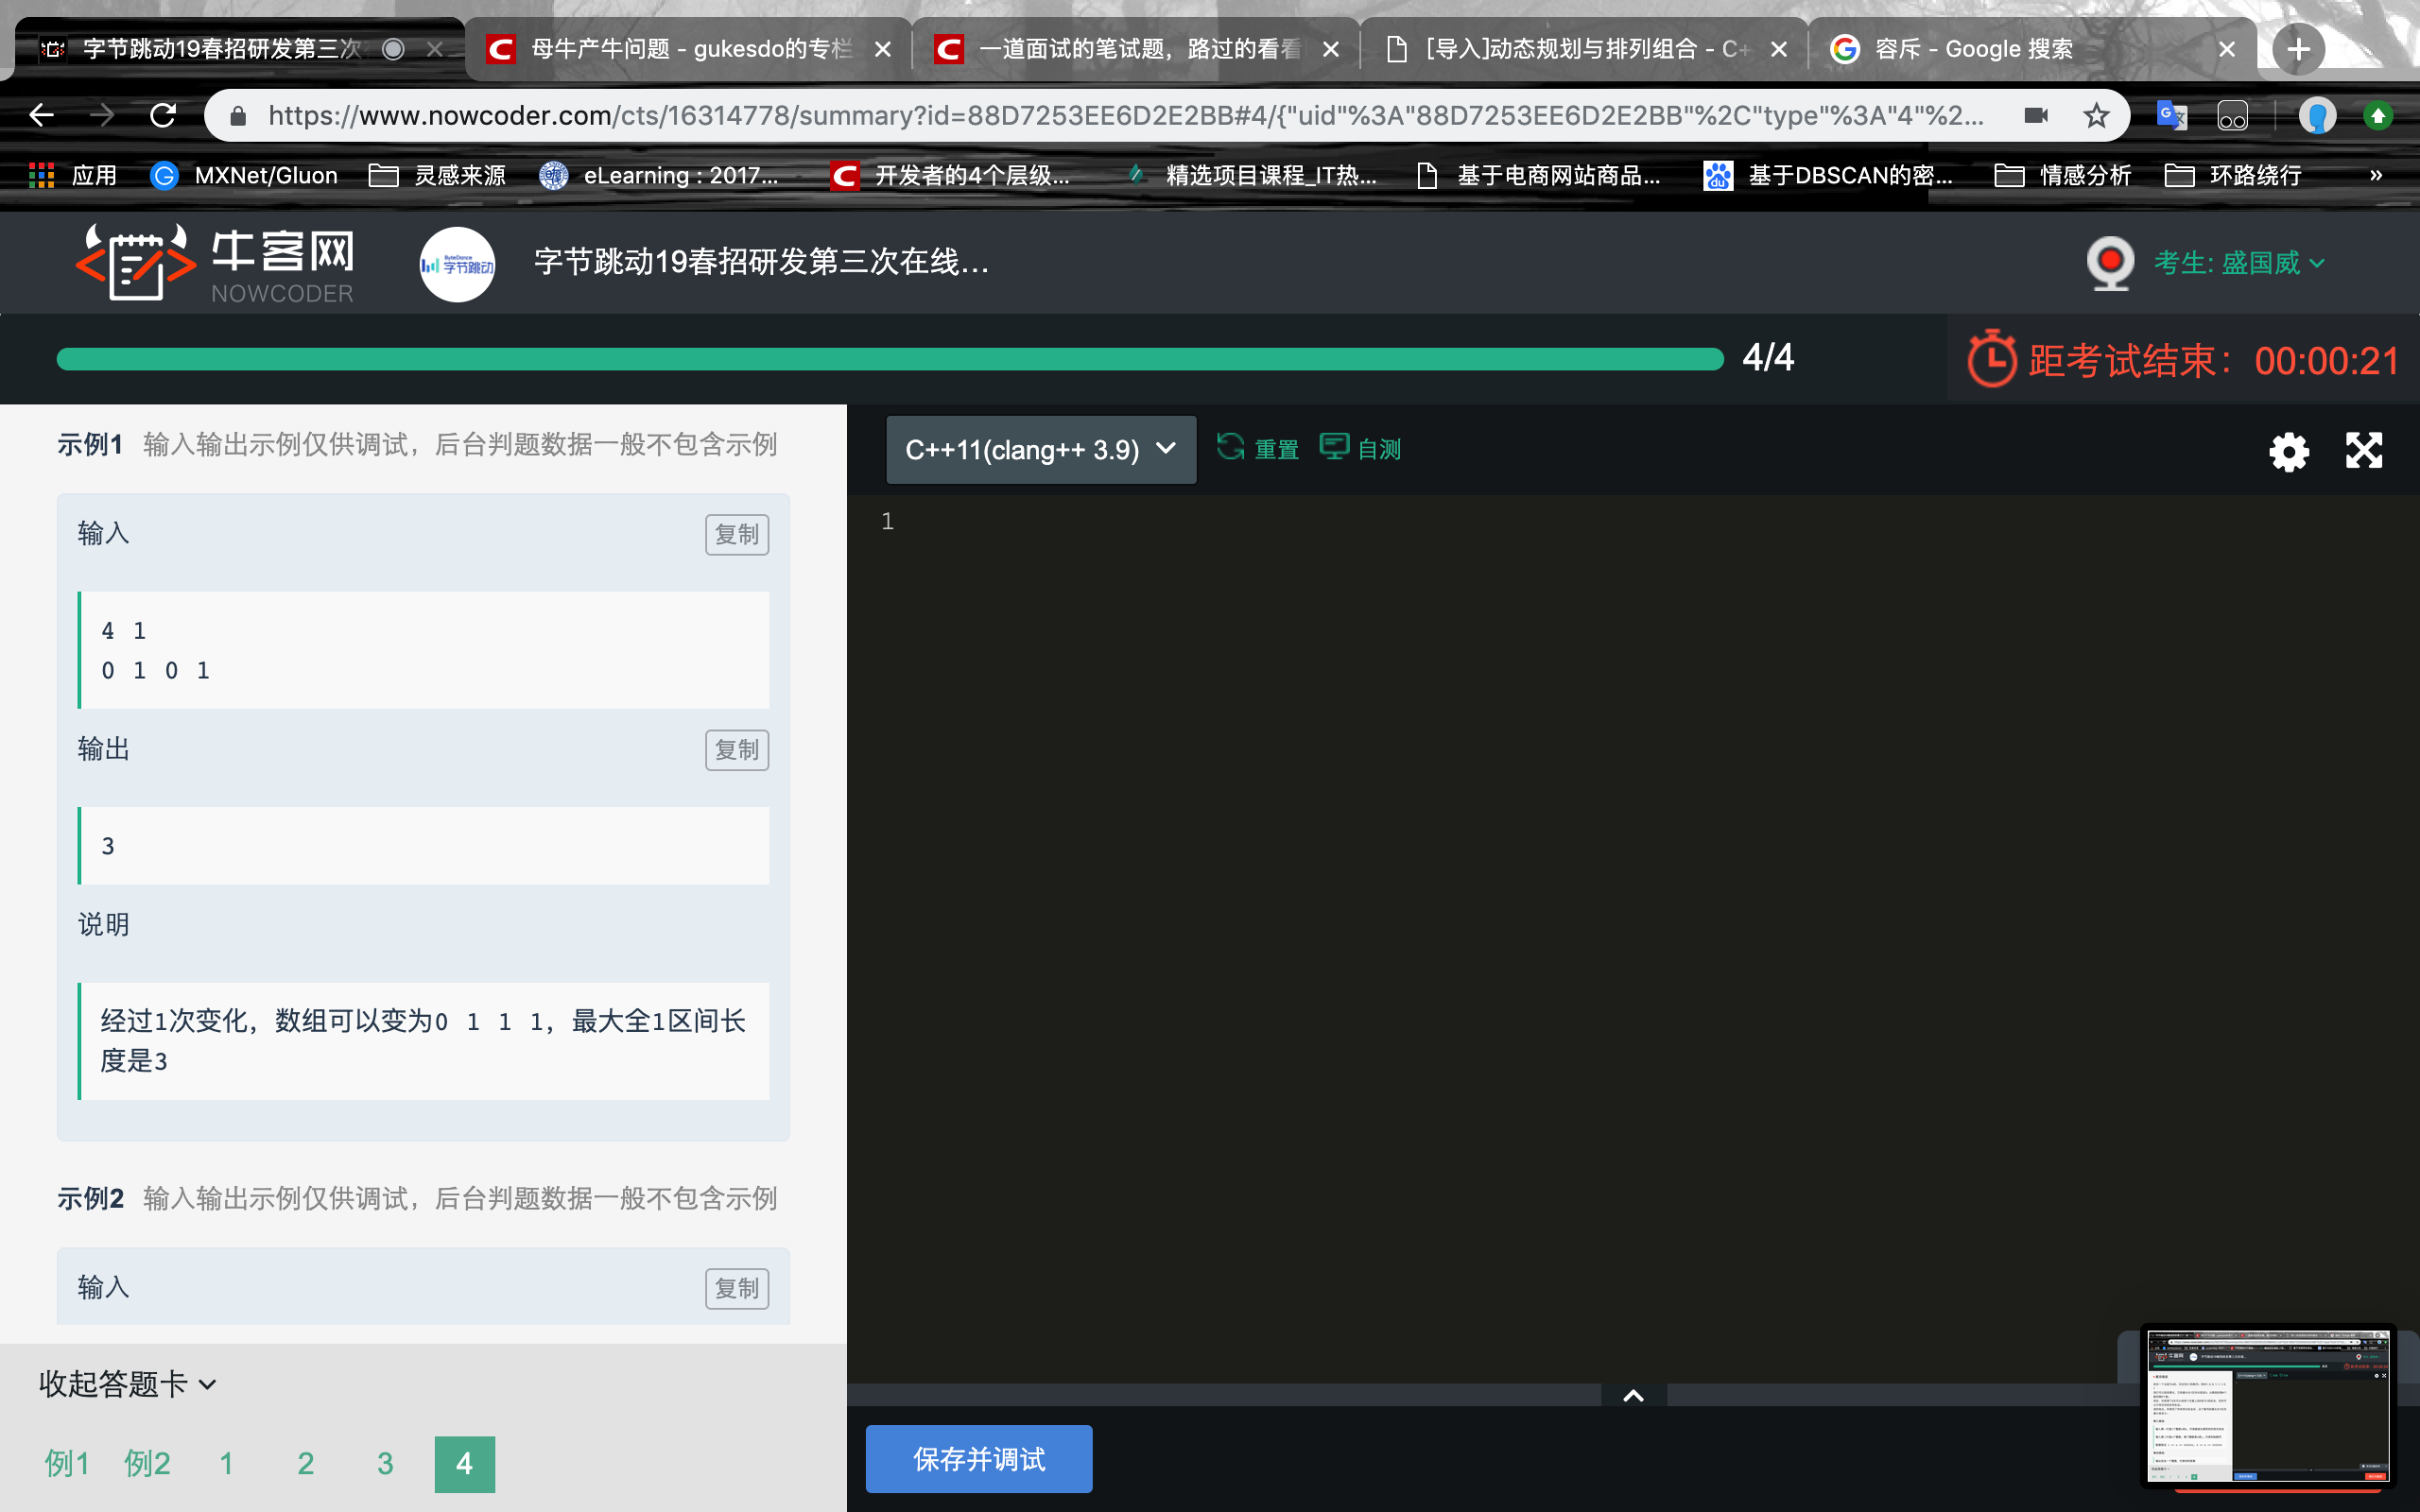 字节跳动19春招研发第三次
母牛产牛问题 - gukesdo的专栏
一道面试的笔试题，路过的看看
[导入]动态规划与排列组合 - C+
容斥 - Google 搜索
https://www.nowcoder.com/cts/16314778/summary?id=88D7253EE6D2E2BB#4/{"uid"%3A"88D7253EE6D2E2BB"%2C"type"%3A"4"%2...
应用
MXNet/Gluon
灵感来源
eLearning : 2017...
开发者的4个层级...
精选项目课程_IT热...
基于电商网站商品...
基于DBSCAN的密...
情感分析
环路绕行
»
牛客网
NOWCODER
ByteDance
字节跳动
字节跳动19春招研发第三次在线...
考生: 盛国威
4/4
距考试结束：00:00:21
示例1 输入输出示例仅供调试，后台判题数据一般不包含示例
输入
复制
4 1
0 1 0 1
输出
复制
3
说明
经过1次变化，数组可以变为0 1 1 1，最大全1区间长
度是3
示例2 输入输出示例仅供调试，后台判题数据一般不包含示例
输入
复制
收起答题卡
例1 例2 1 2 3 4
C++11(clang++ 3.9)
重置
自测
1
保存并调试